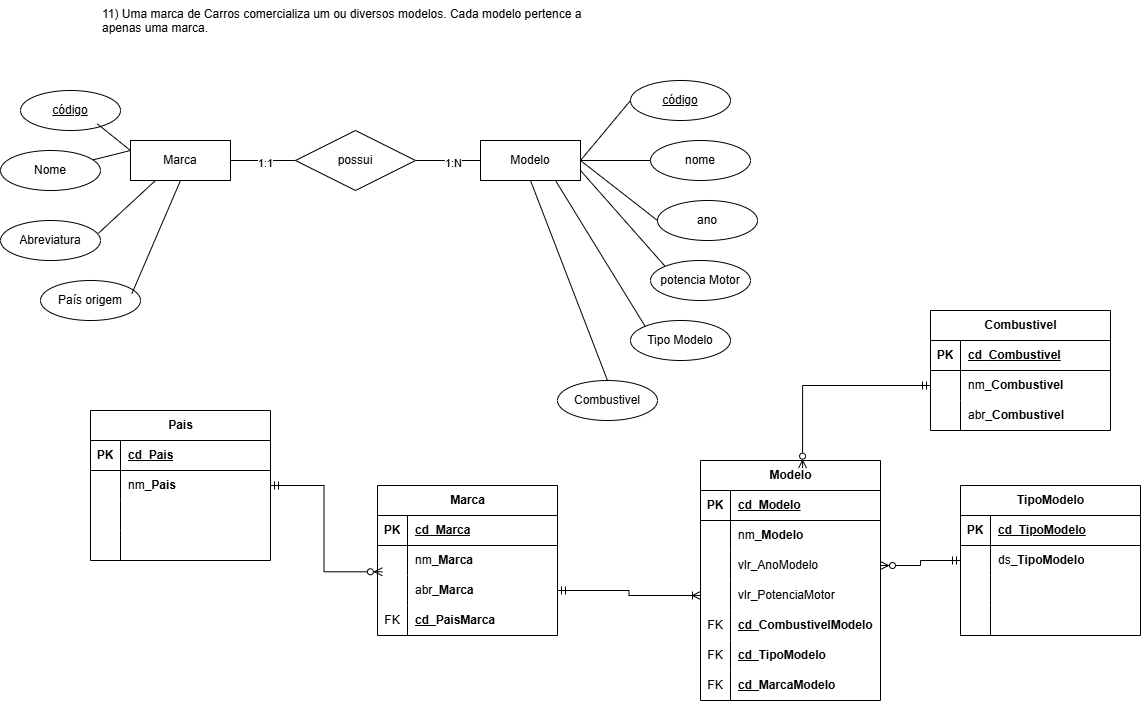 11) Uma marca de Carros comercializa um ou diversos modelos. Cada modelo pertence a
apenas uma marca.
código
Nome
Abreviatura
País origem
Marca
1:1
possui
1:N
Modelo
código
nome
ano
potencia Motor
Tipo Modelo
Combustivel
Combustivel
PK cd_Combustivel
nm_Combustivel
abr_Combustivel
Pais
PK cd_Pais
nm_Pais
Marca
PK cd_Marca
nm_Marca
abr_Marca
FK cd_PaisMarca
Modelo
PK cd_Modelo
nm_Modelo
vlr_AnoModelo
vlr_PotenciaMotor
FK cd_CombustivelModelo
FK cd_TipoModelo
FK cd_MarcaModelo
TipoModelo
PK cd_TipoModelo
ds_TipoModelo